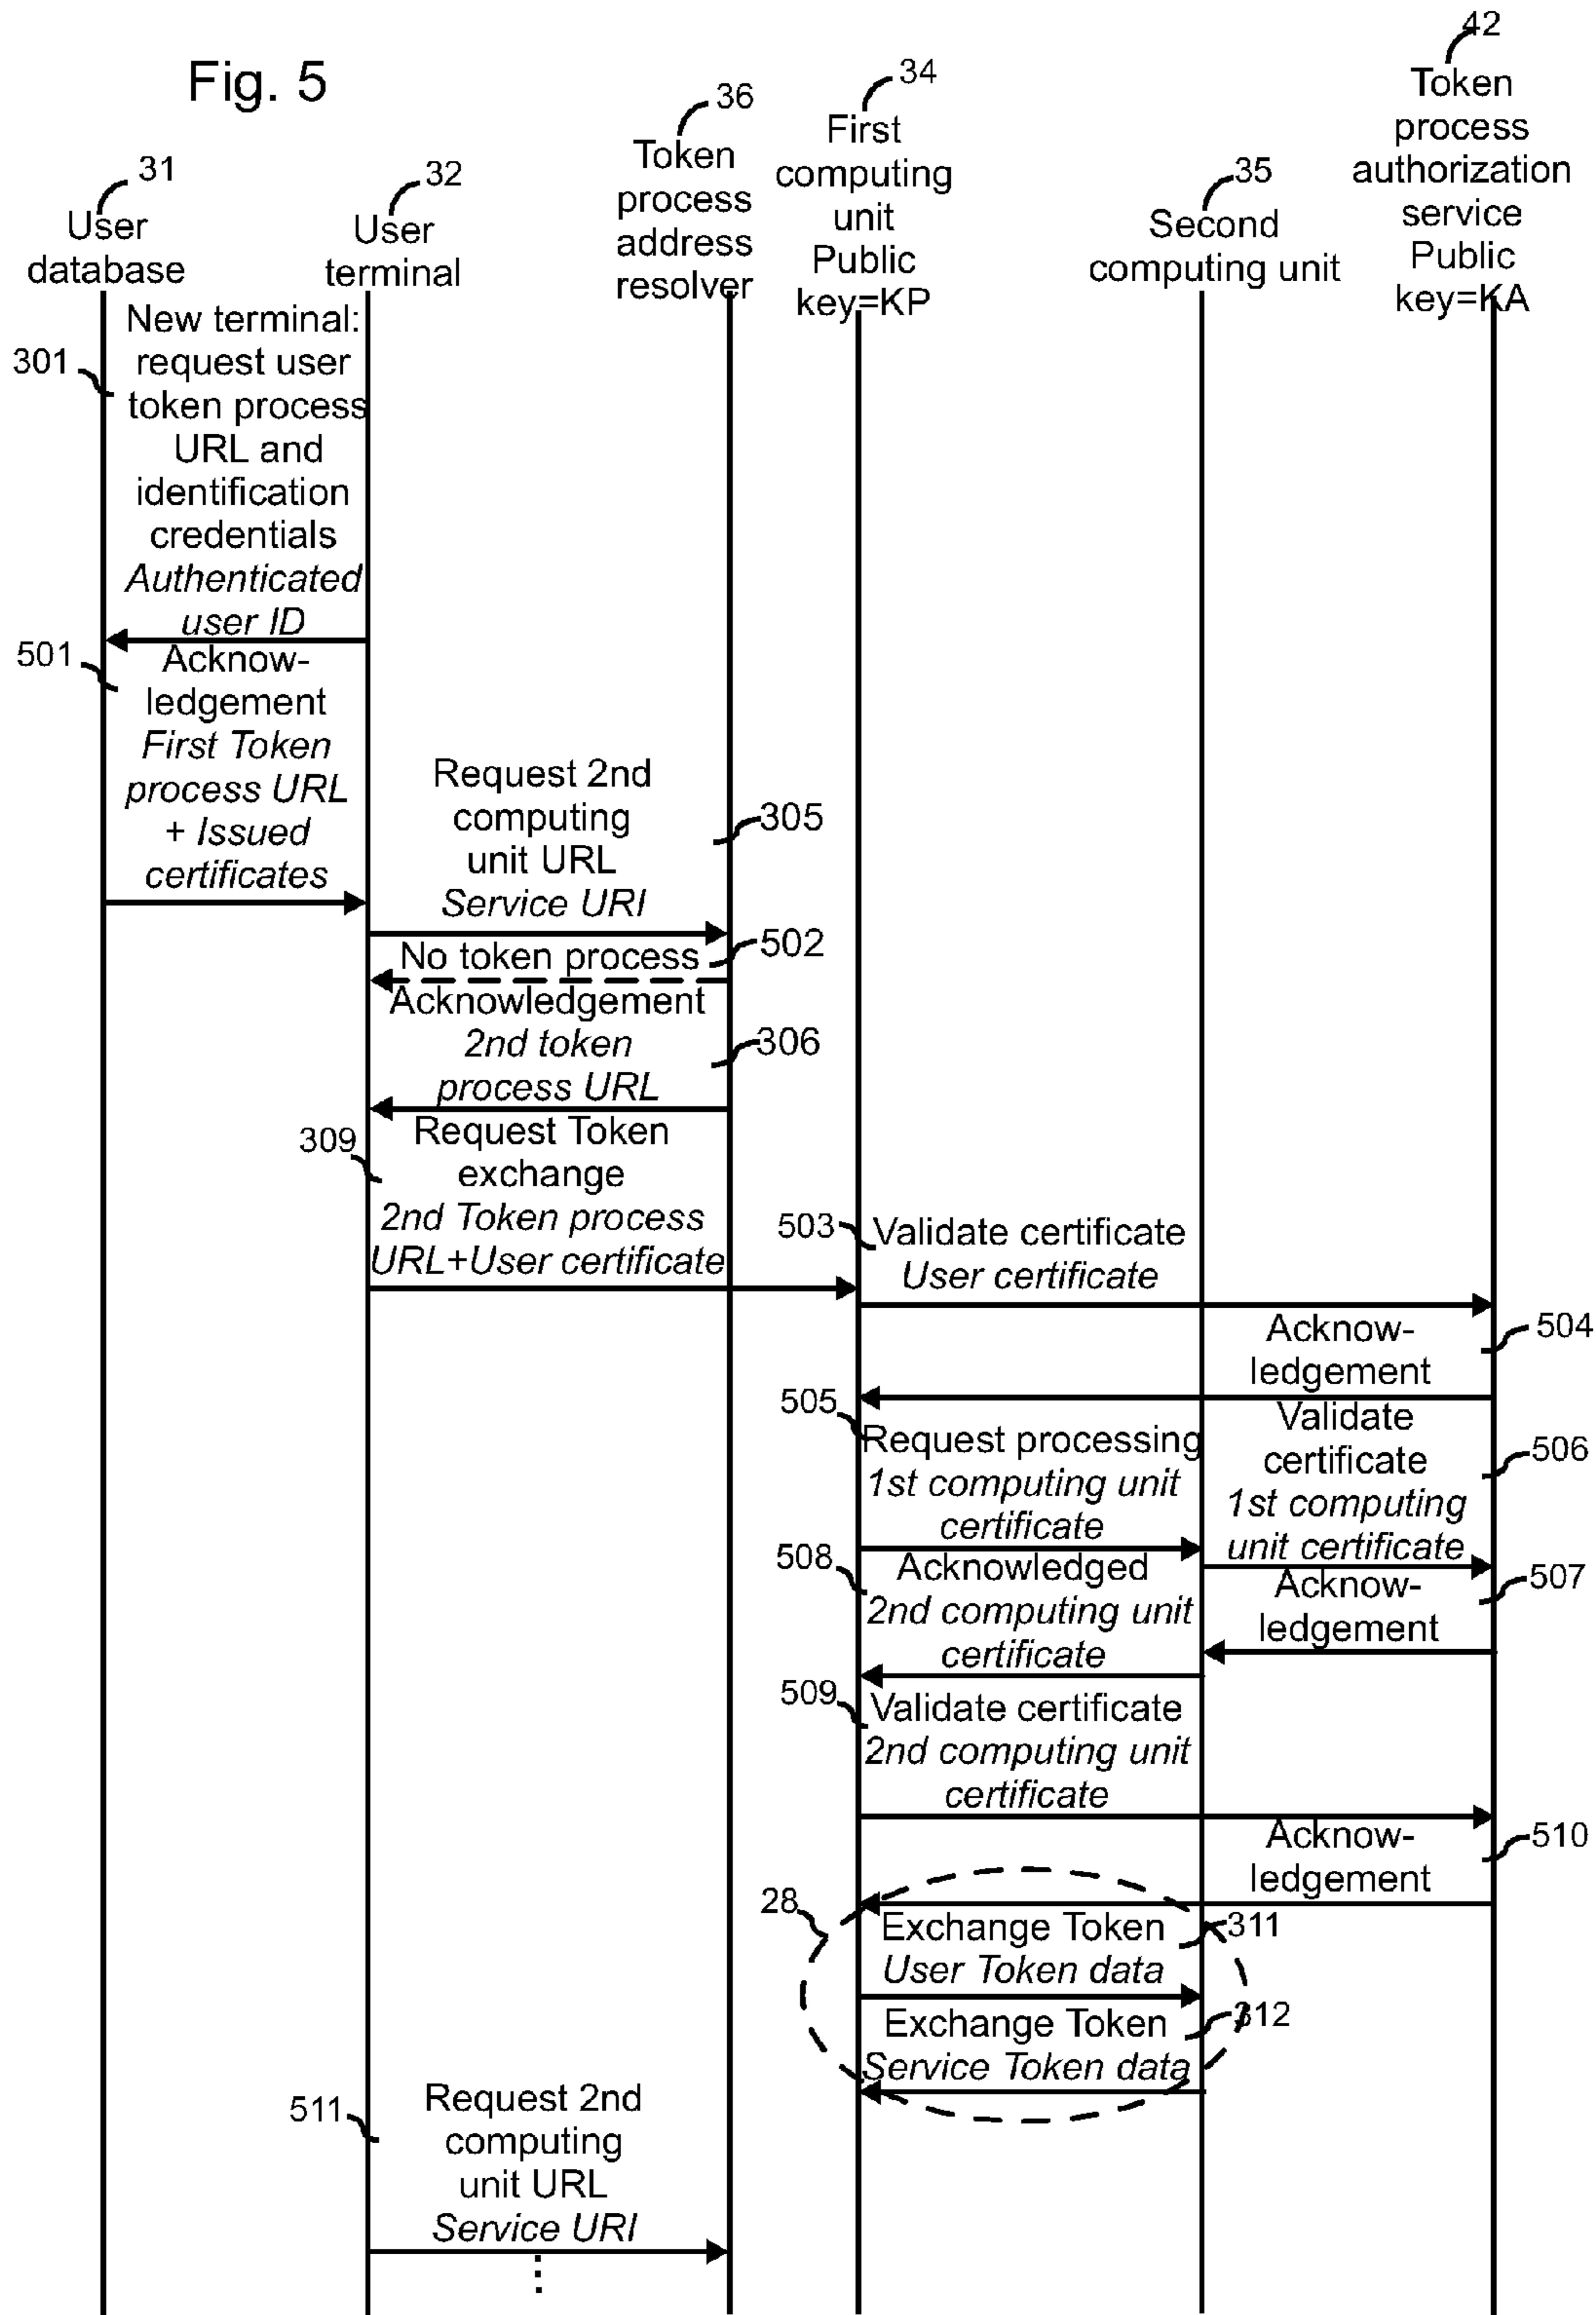 Fig. 5
31
User
database
32
User
terminal
36
Token
process
address
resolver
34
First
computing
unit
Public
key=KP
35
Second
computing unit
42
Token
process
authorization
service
Public
key=KA
301
New terminal:
request user
token process
URL and
identification
credentials
Authenticated
user ID
501
Acknow-
ledgement
First Token
process URL
+ Issued
certificates
Request 2nd
computing
unit URL
Service URI
305
No token process
502
Acknowledgement
2nd token
process URL
306
309
Request Token
exchange
2nd Token process
URL+User certificate
503
Validate certificate
User certificate
Acknow-
ledgement
504
505
Request processing
1st computing unit
certificate
Validate
certificate
1st computing
unit certificate
506
508
Acknowledged
2nd computing unit
certificate
Acknow-
ledgement
507
509
Validate certificate
2nd computing unit
certificate
Acknow-
ledgement
510
28
Exchange Token
User Token data
311
Exchange Token
Service Token data
312
511
Request 2nd
computing
unit URL
Service URI